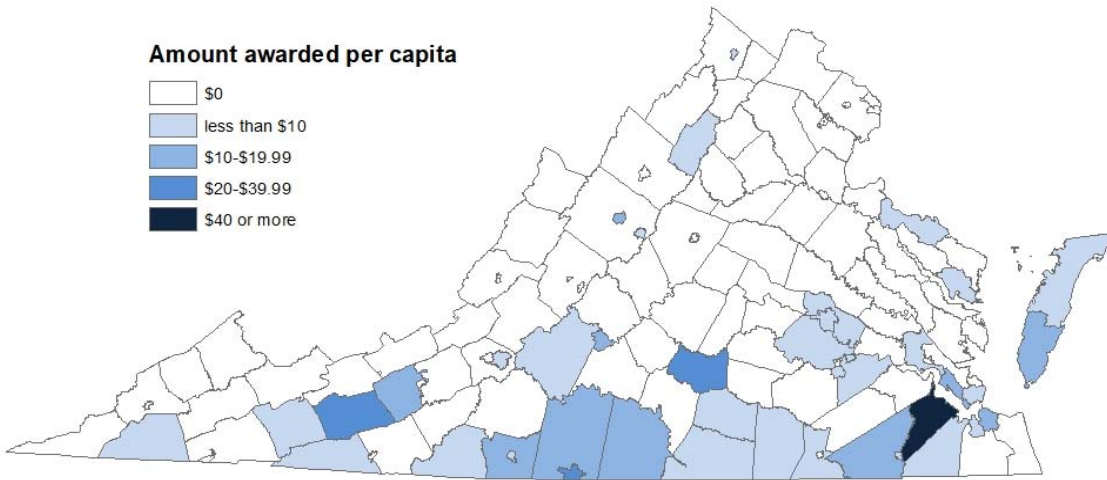 Amount awarded per capita
$0
less than $10
$10-$19.99
$20-$39.99
$40 or more